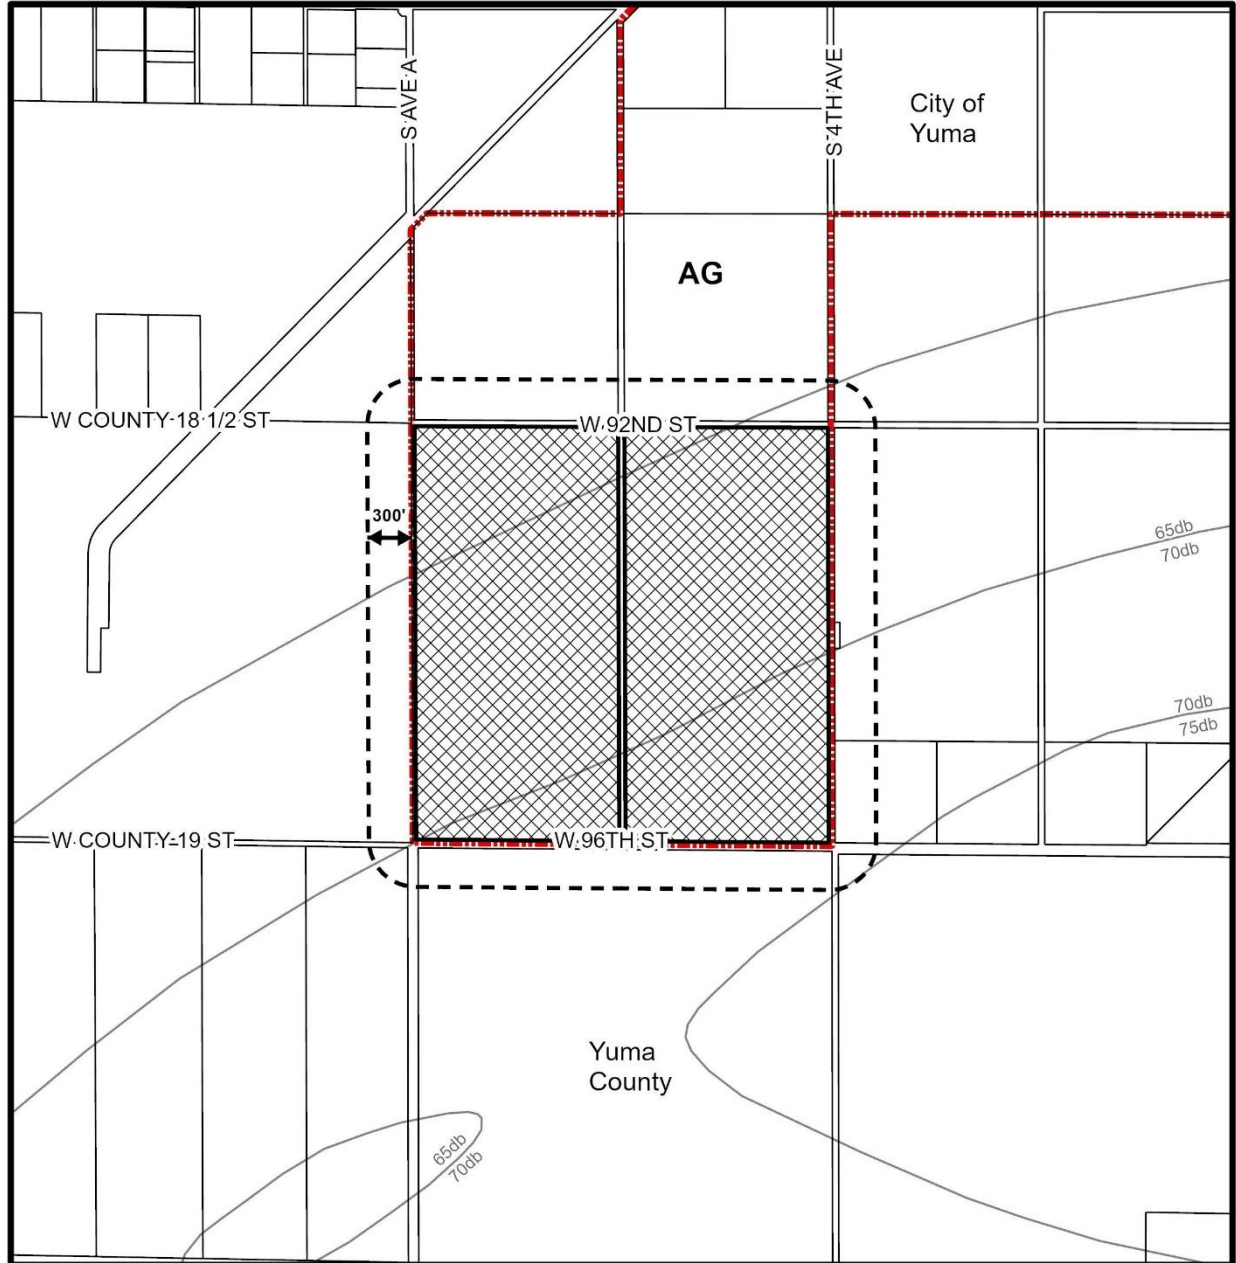 S AVE A
S 4TH AVE
City of
Yuma
AG
W COUNTY 18 1/2 ST
W 92ND ST
300'
65db
70db
70db
75db
W COUNTY 19 ST
W 96TH ST
Yuma
County
65db
70db